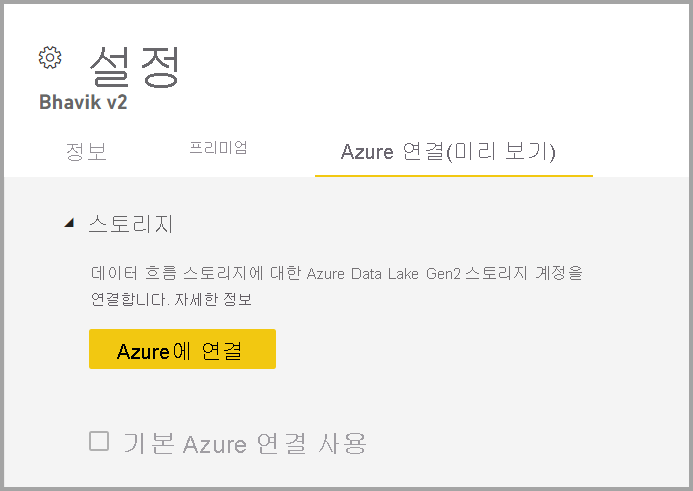 설정
Bhavik v2
정보 프리미엄 Azure 연결(미리 보기)
스토리지
데이터 흐름 스토리지에 대한 Azure Data Lake Gen2 스토리지 계정을
연결합니다. 자세한 정보
Azure에 연결
기본 Azure 연결 사용